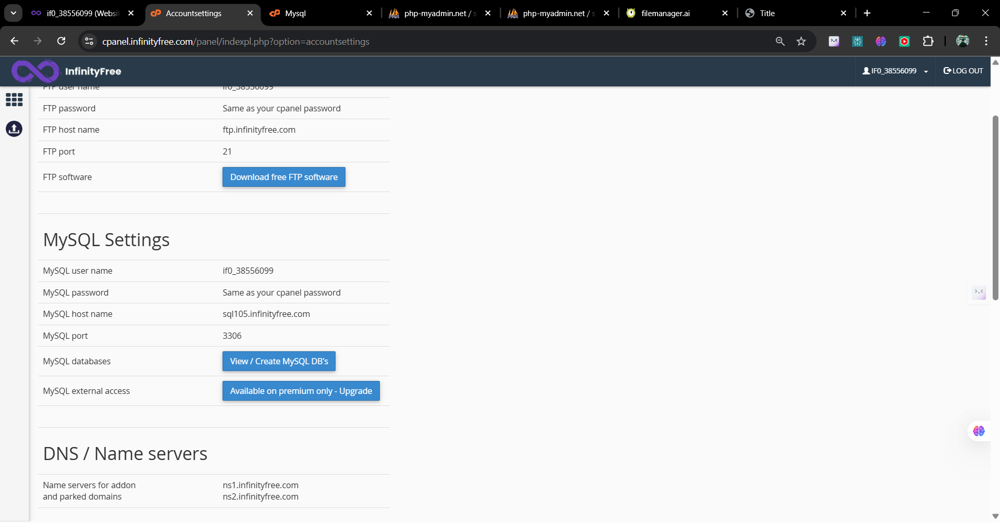 if0_38556099 (Websit
Accountsettings
Mysql
php-myadmin.net / s
php-myadmin.net / s
filemanager.ai
Title
cpanel.infinityfree.com/panel/indexpl.php?option=accountsettings
InfinityFree
IF0_38556099
LOG OUT
FTP user name if0_38556099
FTP password Same as your cpanel password
FTP host name ftp.infinityfree.com
FTP port 21
FTP software Download free FTP software
MySQL Settings
MySQL user name if0_38556099
MySQL password Same as your cpanel password
MySQL host name sql105.infinityfree.com
MySQL port 3306
MySQL databases View / Create MySQL DB's
MySQL external access Available on premium only - Upgrade
DNS / Name servers
Name servers for addon ns1.infinityfree.com
and parked domains ns2.infinityfree.com